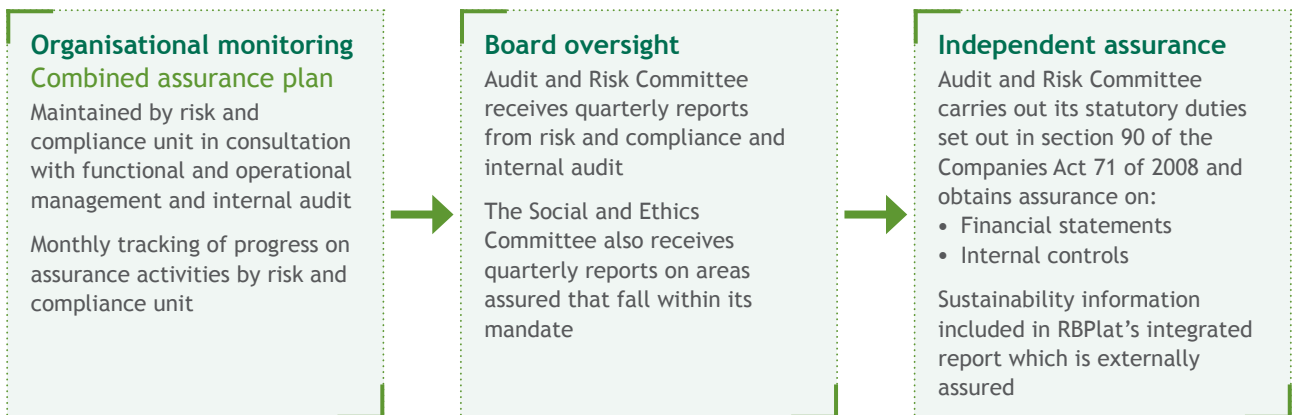 Organisational monitoring
Combined assurance plan
Maintained by risk and
compliance unit in consultation
with functional and operational
management and internal audit
Monthly tracking of progress on
assurance activities by risk and
compliance unit
Board oversight
Audit and Risk Committee
receives quarterly reports
from risk and compliance and
internal audit
The Social and Ethics
Committee also receives
quarterly reports on areas
assured that fall within its
mandate
Independent assurance
Audit and Risk Committee
carries out its statutory duties
set out in section 90 of the
Companies Act 71 of 2008 and
obtains assurance on:
• Financial statements
• Internal controls
Sustainability information
included in RBPlat’s integrated
report which is externally
assured